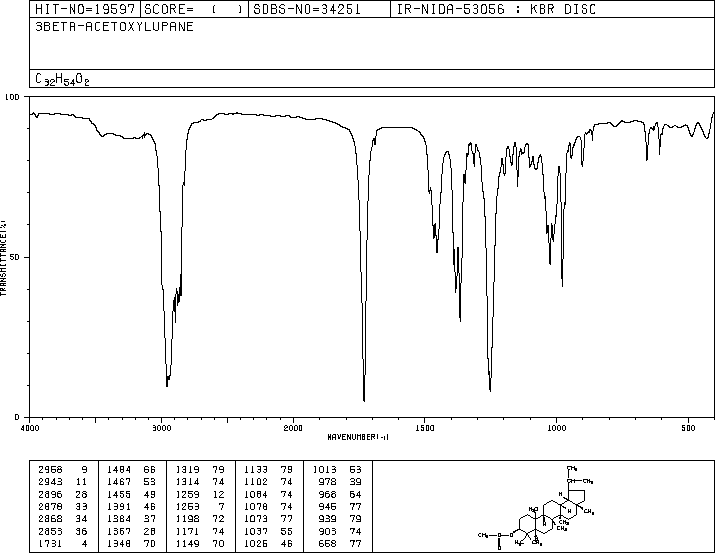 HIT-NO=19597 SCORE= ( ) SDBS-NO=34251 IR-NIDA-53056 : KBR DISC
3BETA-ACETOXYLUPANE
C32H54O2
100
50
0
TRANSMITTANCE(%)
4000 3000 2000 1500 1000 500
WAVENUMBER(-1)
2958 9 1484 66 1319 79 1133 79 1013 53
2943 11 1467 53 1314 74 1102 74 978 39
2896 28 1455 49 1259 12 1084 74 966 64
2878 33 1391 46 1253 7 1078 74 945 77
2868 34 1384 37 1198 72 1073 77 939 79
2853 36 1367 28 1171 74 1037 55 903 74
1731 4 1348 70 1149 70 1026 46 658 77